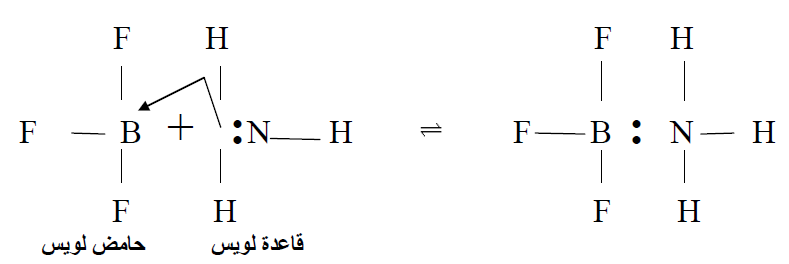 F H F H
F — B + :N — H ⇌ F — B : N — H
F H F H
حامض لويس قاعدة لويس